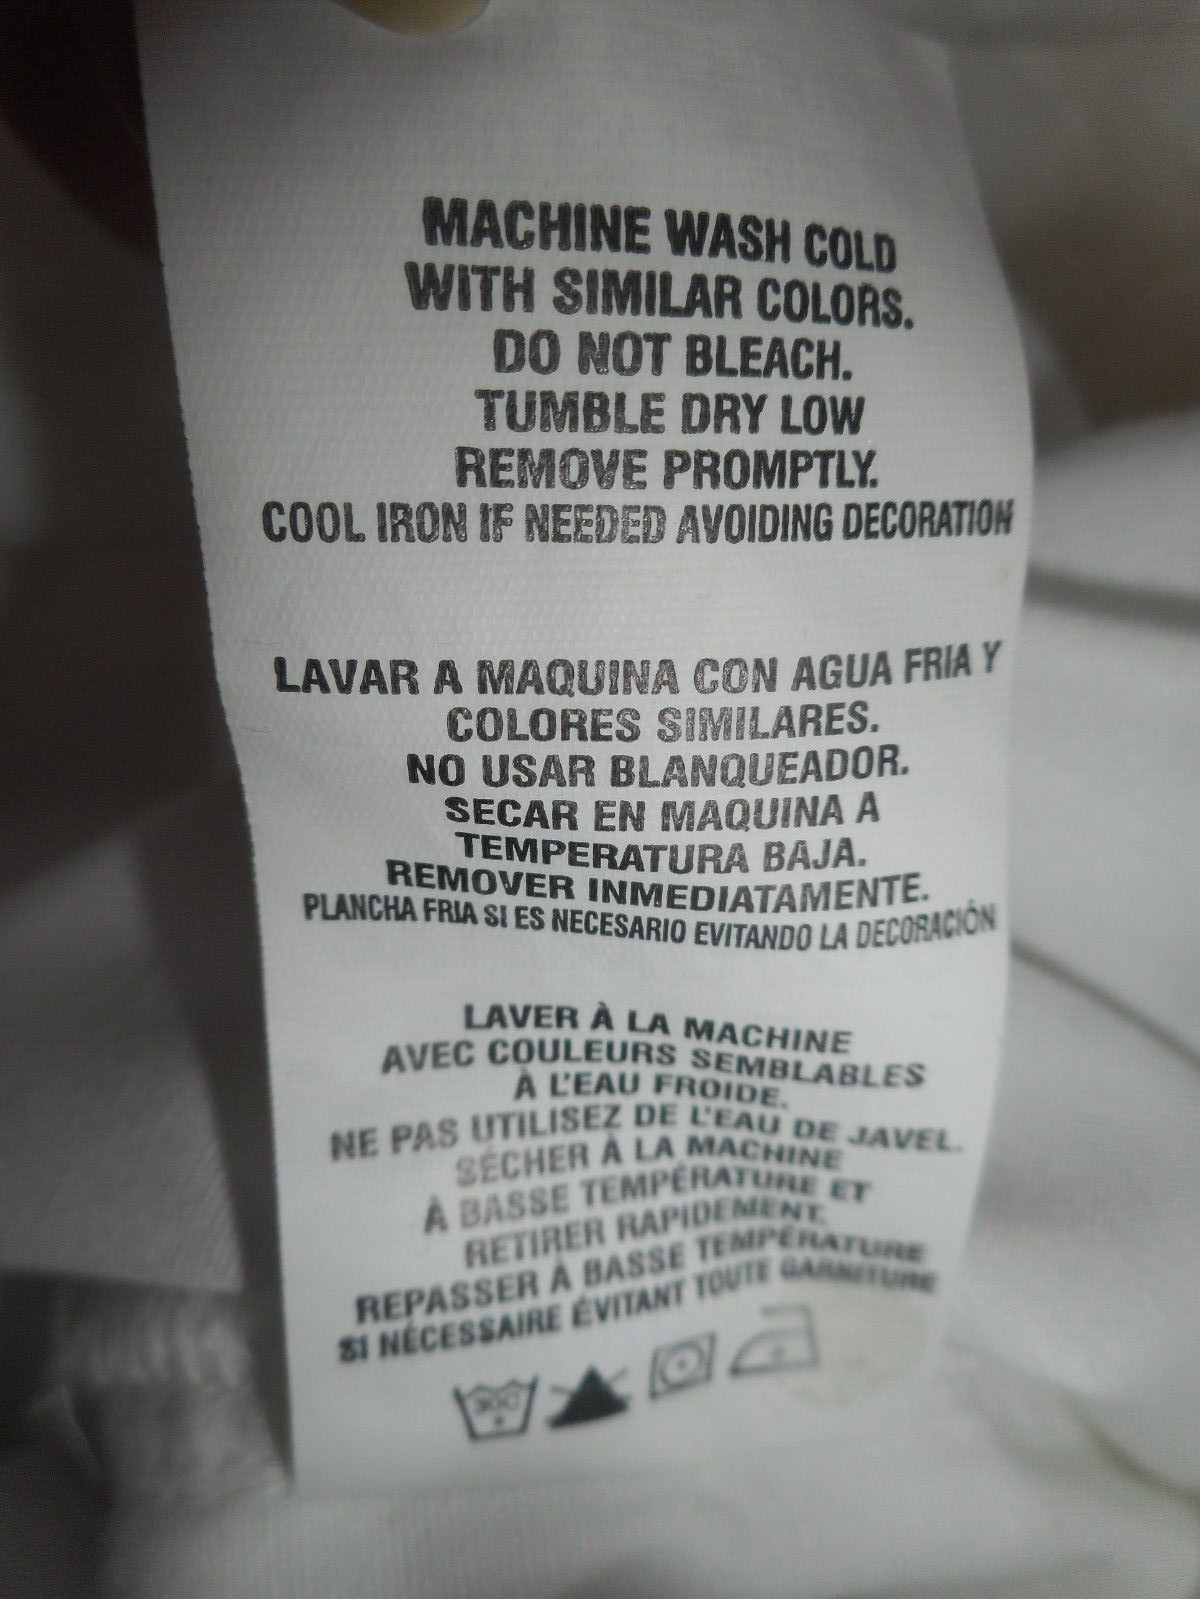 MACHINE WASH COLD
WITH SIMILAR COLORS.
DO NOT BLEACH.
TUMBLE DRY LOW
REMOVE PROMPTLY.
COOL IRON IF NEEDED AVOIDING DECORATION
LAVAR A MAQUINA CON AGUA FRIA Y
COLORES SIMILARES.
NO USAR BLANQUEADOR.
SECAR EN MAQUINA A
TEMPERATURA BAJA.
REMOVER INMEDIATAMENTE.
PLANCHA FRIA SI ES NECESARIO EVITANDO LA DECORACIÓN
LAVER À LA MACHINE
AVEC COULEURS SEMBLABLES
À L'EAU FROIDE.
NE PAS UTILISEZ DE L'EAU DE JAVEL.
SÉCHER À LA MACHINE
À BASSE TEMPÉRATURE ET
RETIRER RAPIDEMENT.
REPASSER À BASSE TEMPÉRATURE
SI NÉCESSAIRE ÉVITANT TOUTE GARNITURE
30C